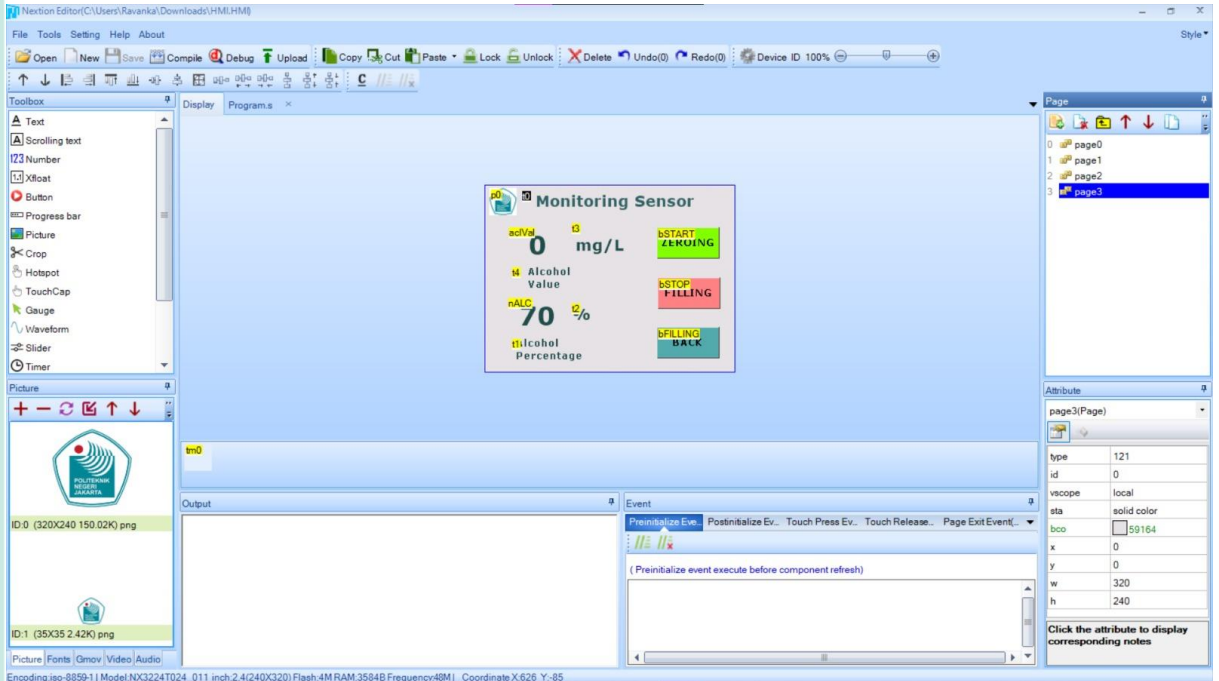 Nextion Editor(C:\Users\Ravanka\Downloads\HMI.HMI)
File Tools Setting Help About Style
Open New Save Compile Debug Upload Copy Cut Paste Lock Unlock Delete Undo(0) Redo(0) Device ID 100%
Toolbox
A Text
A Scrolling text
123 Number
1.1 Xfloat
Button
Progress bar
Picture
Crop
Hotspot
TouchCap
Gauge
Waveform
Slider
Timer
Picture
POLITEKNIK
NEGERI
JAKARTA
ID:0 (320X240 150.02K) png
ID:1 (35X35 2.42K) png
Picture Fonts Gmov Video Audio
Display Program.s ×
p0 Monitoring Sensor
aclVal t3 bSTART
0 mg/L ZEROING
t4 Alcohol
Value
bSTOP
FILLING
nALC t2
70 %
bFILLING
BACK
t1 lcohol
Percentage
tm0
Output
Event
Preinitialize Eve... Postinitialize Ev... Touch Press Ev... Touch Release... Page Exit Event(...
( Preinitialize event execute before component refresh)
Page
0 page0
1 page1
2 page2
3 page3
Attribute
page3(Page)
type 121
id 0
vscope local
sta solid color
bco 59164
x 0
y 0
w 320
h 240
Click the attribute to display
corresponding notes
Encoding:iso-8859-1 | Model:NX3224T024_011 inch:2.4(240X320) Flash:4M RAM:3584B Frequency:48M | Coordinate X:626 Y:-85